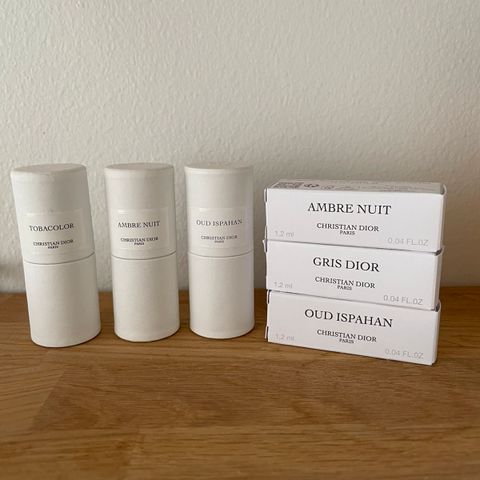 TOBACOLOR
CHRISTIAN DIOR
PARIS
AMBRE NUIT
CHRISTIAN DIOR
PARIS
OUD ISPAHAN
CHRISTIAN DIOR
PARIS
AMBRE NUIT
CHRISTIAN DIOR
PARIS
1.2 ml
0.04 FL.OZ
GRIS DIOR
CHRISTIAN DIOR
PARIS
1.2 ml
0.04 FL.OZ
OUD ISPAHAN
CHRISTIAN DIOR
PARIS
1.2 ml
0.04 FL.OZ